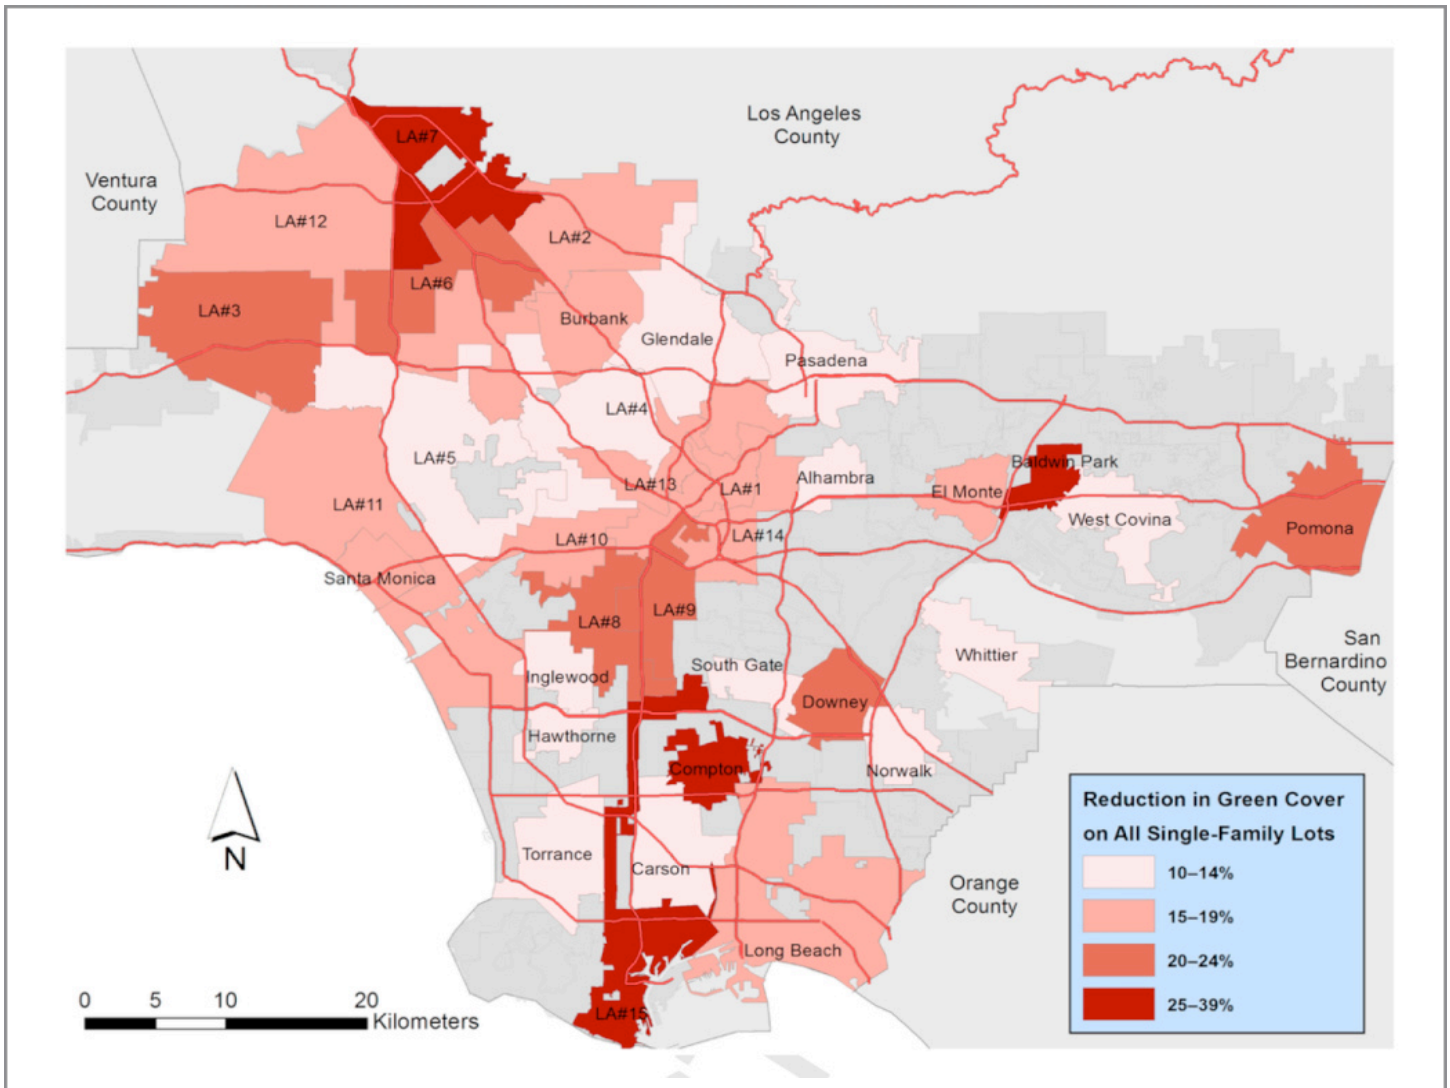 Los Angeles
County
Ventura
County
LA#7
LA#12
LA#2
LA#6
LA#3
Burbank
Glendale
Pasadena
LA#4
LA#5
LA#13
LA#1
Alhambra
Baldwin Park
El Monte
LA#11
West Covina
Pomona
LA#10
LA#14
Santa Monica
LA#9
LA#8
San
Bernardino
County
Whittier
South Gate
Inglewood
Downey
Hawthorne
Compton
Norwalk
Torrance
Carson
Orange
County
Long Beach
LA#15
N
0 5 10 20
Kilometers
Reduction in Green Cover
on All Single-Family Lots
10–14%
15–19%
20–24%
25–39%